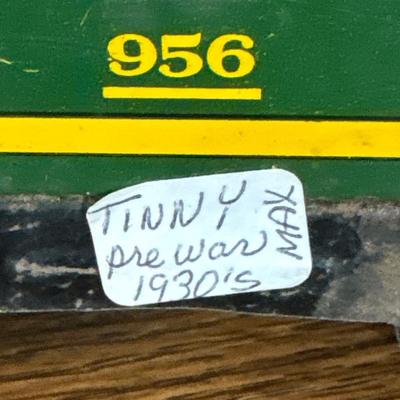 956
TINNY
pre war
1930's
MAX